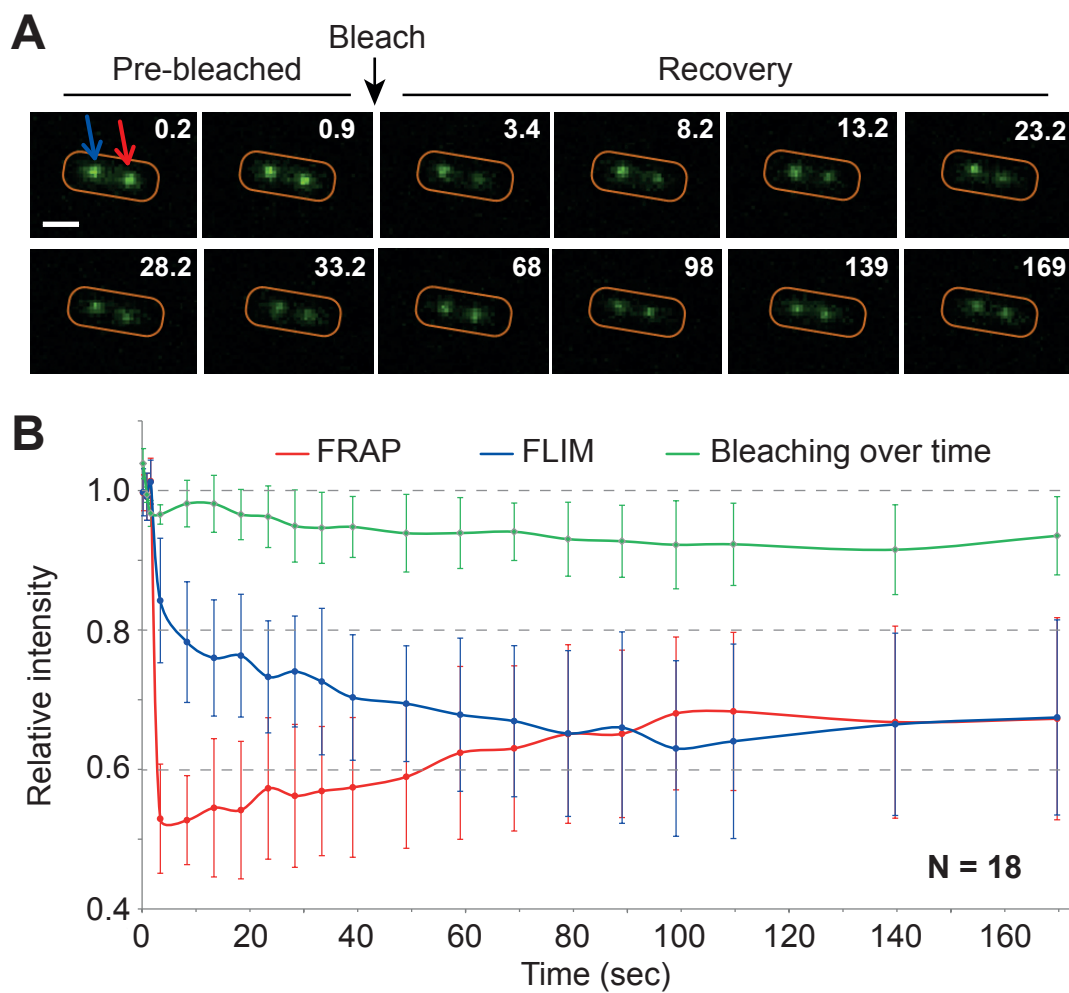 A
Bleach
Pre-bleached
Recovery
0.2
0.9
3.4
8.2
13.2
23.2
28.2
33.2
68
98
139
169
B
FRAP
FLIM
Bleaching over time
1.0
0.8
0.6
0.4
Relative intensity
N = 18
0 20 40 60 80 100 120 140 160
Time (sec)